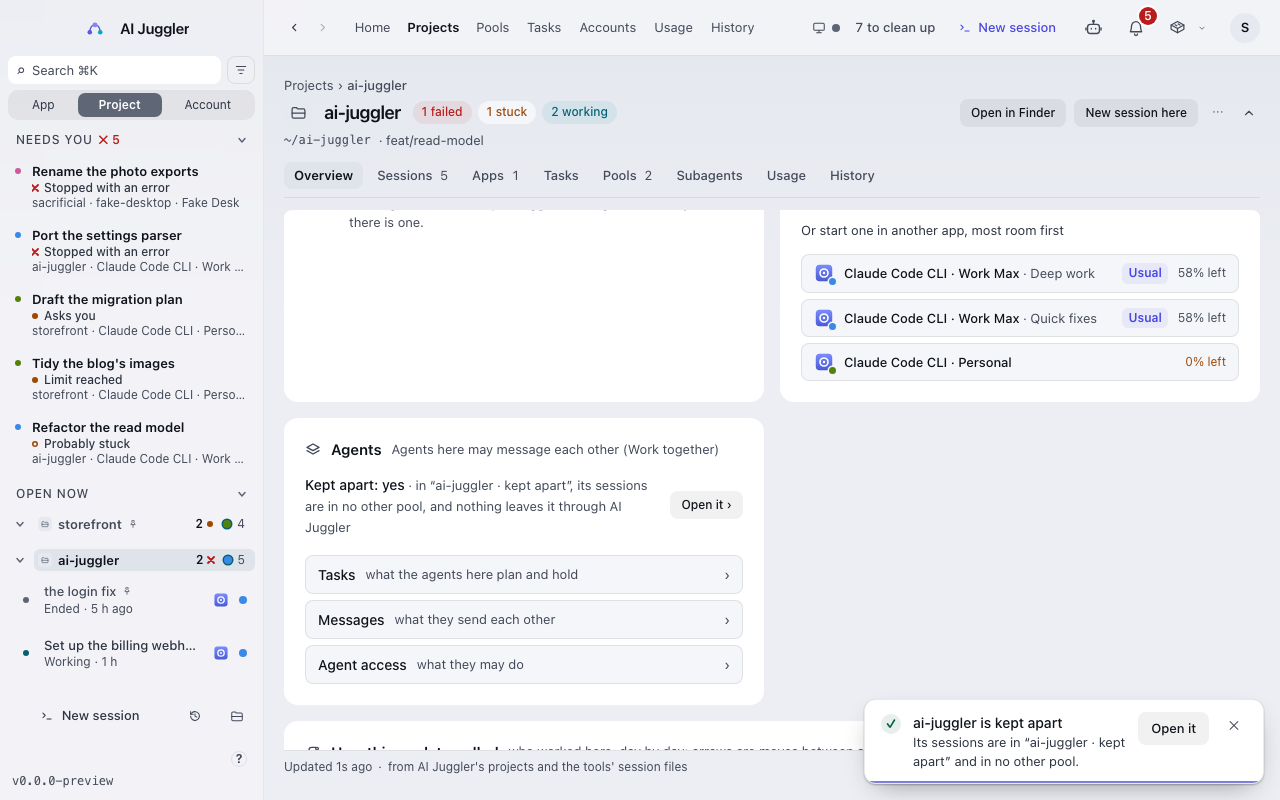 AI Juggler
Search ⌘K
App
Project
Account
NEEDS YOU
5
Rename the photo exports
Stopped with an error
sacrificial · fake-desktop · Fake Desk
Port the settings parser
Stopped with an error
ai-juggler · Claude Code CLI · Work ...
Draft the migration plan
Asks you
storefront · Claude Code CLI · Perso...
Tidy the blog's images
Limit reached
storefront · Claude Code CLI · Perso...
Refactor the read model
Probably stuck
ai-juggler · Claude Code CLI · Work ...
OPEN NOW
storefront
2
4
ai-juggler
2
5
the login fix
Ended · 5 h ago
Set up the billing webh...
Working · 1 h
New session
?
v0.0.0-preview
Home
Projects
Pools
Tasks
Accounts
Usage
History
7 to clean up
New session
5
S
Projects › ai-juggler
ai-juggler
1 failed
1 stuck
2 working
Open in Finder
New session here
~/ai-juggler · feat/read-model
Overview
Sessions 5
Apps 1
Tasks
Pools 2
Subagents
Usage
History
there is one.
Or start one in another app, most room first
Claude Code CLI · Work Max · Deep work
Usual
58% left
Claude Code CLI · Work Max · Quick fixes
Usual
58% left
Claude Code CLI · Personal
0% left
Agents
Agents here may message each other (Work together)
Kept apart: yes · in “ai-juggler · kept apart”, its sessions
are in no other pool, and nothing leaves it through AI
Juggler
Open it ›
Tasks what the agents here plan and hold
Messages what they send each other
Agent access what they may do
Updated 1s ago · from AI Juggler's projects and the tools' session files
ai-juggler is kept apart
Its sessions are in “ai-juggler · kept
apart” and in no other pool.
Open it